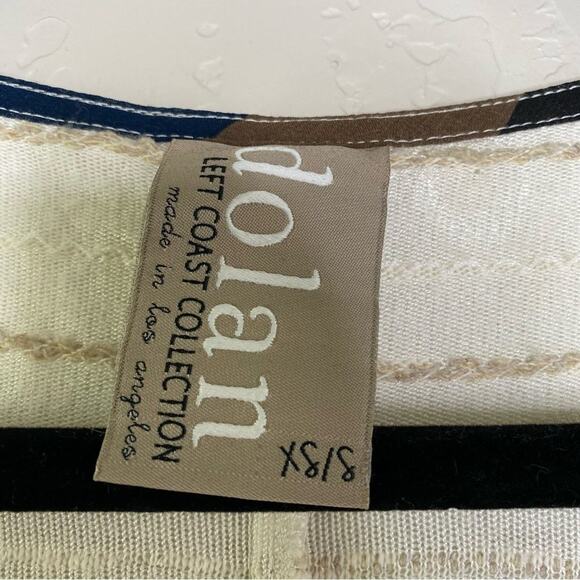 dolan
LEFT COAST COLLECTION
made in los angeles
XS/S